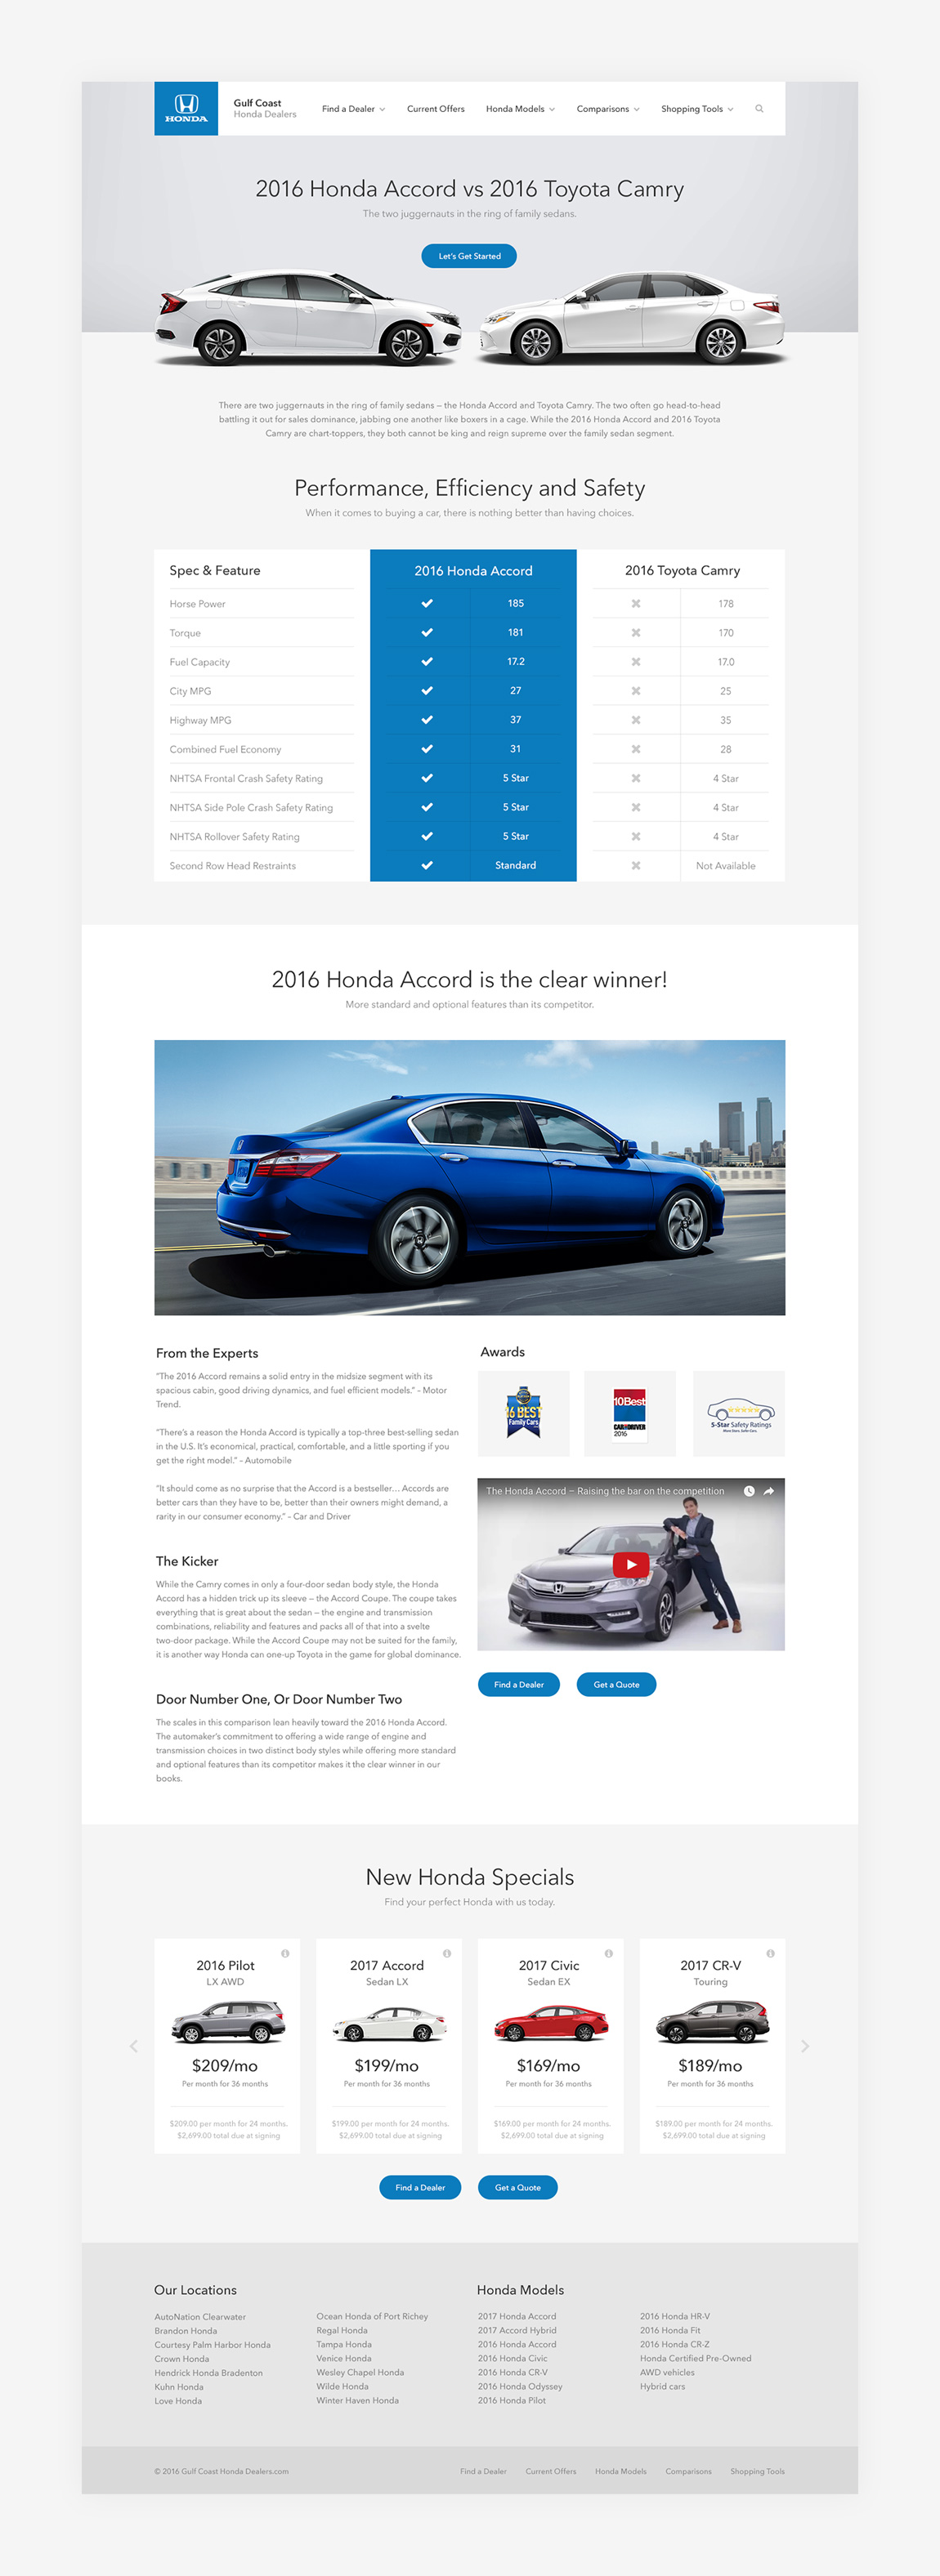 HONDA
Gulf Coast
Honda Dealers
Find a Dealer
Current Offers
Honda Models
Comparisons
Shopping Tools
2016 Honda Accord vs 2016 Toyota Camry
The two juggernauts in the ring of family sedans.
Let's Get Started
There are two juggernauts in the ring of family sedans – the Honda Accord and Toyota Camry. The two often go head-to-head
battling it out for sales dominance, jabbing one another like boxers in a cage. While the 2016 Honda Accord and 2016 Toyota
Camry are chart-toppers, they both cannot be king and reign supreme over the family sedan segment.
Performance, Efficiency and Safety
When it comes to buying a car, there is nothing better than having choices.
Spec & Feature 2016 Honda Accord 2016 Toyota Camry
Horse Power 185 178
Torque 181 170
Fuel Capacity 17.2 17.0
City MPG 27 25
Highway MPG 37 35
Combined Fuel Economy 31 28
NHTSA Frontal Crash Safety Rating 5 Star 4 Star
NHTSA Side Pole Crash Safety Rating 5 Star 4 Star
NHTSA Rollover Safety Rating 5 Star 4 Star
Second Row Head Restraints Standard Not Available
2016 Honda Accord is the clear winner!
More standard and optional features than its competitor.
From the Experts
"The 2016 Accord remains a solid entry in the midsize segment with its
spacious cabin, good driving dynamics, and fuel efficient models." - Motor
Trend.
"There's a reason the Honda Accord is typically a top-three best-selling sedan
in the U.S. It's economical, practical, comfortable, and a little sporting if you
get the right model." – Automobile
"It should come as no surprise that the Accord is a bestseller… Accords are
better cars than they have to be, better than their owners might demand, a
rarity in our consumer economy." - Car and Driver
The Kicker
While the Camry comes in only a four-door sedan body style, the Honda
Accord has a hidden trick up its sleeve – the Accord Coupe. The coupe takes
everything that is great about the sedan – the engine and transmission
combinations, reliability and features and packs all of that into a svelte
two-door package. While the Accord Coupe may not be suited for the family,
it is another way Honda can one-up Toyota in the game for global dominance.
Door Number One, Or Door Number Two
The scales in this comparison lean heavily toward the 2016 Honda Accord.
The automaker's commitment to offering a wide range of engine and
transmission choices in two distinct body styles while offering more standard
and optional features than its competitor makes it the clear winner in our
books.
Awards
16 BEST
Family Cars
10Best
CAR and DRIVER
2016
5-Star Safety Ratings
More Stars. Safer Cars.
The Honda Accord – Raising the bar on the competition
Find a Dealer
Get a Quote
New Honda Specials
Find your perfect Honda with us today.
2016 Pilot
LX AWD
$209/mo
Per month for 36 months
$209.00 per month for 24 months.
$2,699.00 total due at signing
2017 Accord
Sedan LX
$199/mo
Per month for 36 months
$199.00 per month for 24 months.
$2,699.00 total due at signing
2017 Civic
Sedan EX
$169/mo
Per month for 36 months
$169.00 per month for 24 months.
$2,699.00 total due at signing
2017 CR-V
Touring
$189/mo
Per month for 36 months
$189.00 per month for 24 months.
$2,699.00 total due at signing
Find a Dealer
Get a Quote
Our Locations
AutoNation Clearwater
Brandon Honda
Courtesy Palm Harbor Honda
Crown Honda
Hendrick Honda Bradenton
Kuhn Honda
Love Honda
Ocean Honda of Port Richey
Regal Honda
Tampa Honda
Venice Honda
Wesley Chapel Honda
Wilde Honda
Winter Haven Honda
Honda Models
2017 Honda Accord
2017 Accord Hybrid
2016 Honda Accord
2016 Honda Civic
2016 Honda CR-V
2016 Honda Odyssey
2016 Honda Pilot
2016 Honda HR-V
2016 Honda Fit
2016 Honda CR-Z
Honda Certified Pre-Owned
AWD vehicles
Hybrid cars
© 2016 Gulf Coast Honda Dealers.com
Find a Dealer
Current Offers
Honda Models
Comparisons
Shopping Tools